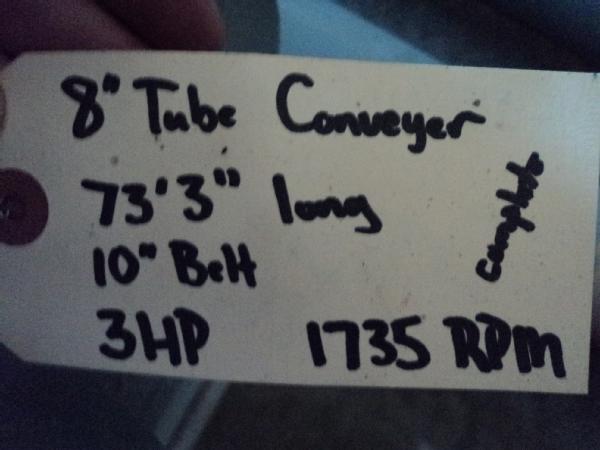 8" Tube Conveyer
73'3" long
complete
10" Belt
3HP 1735 RPM